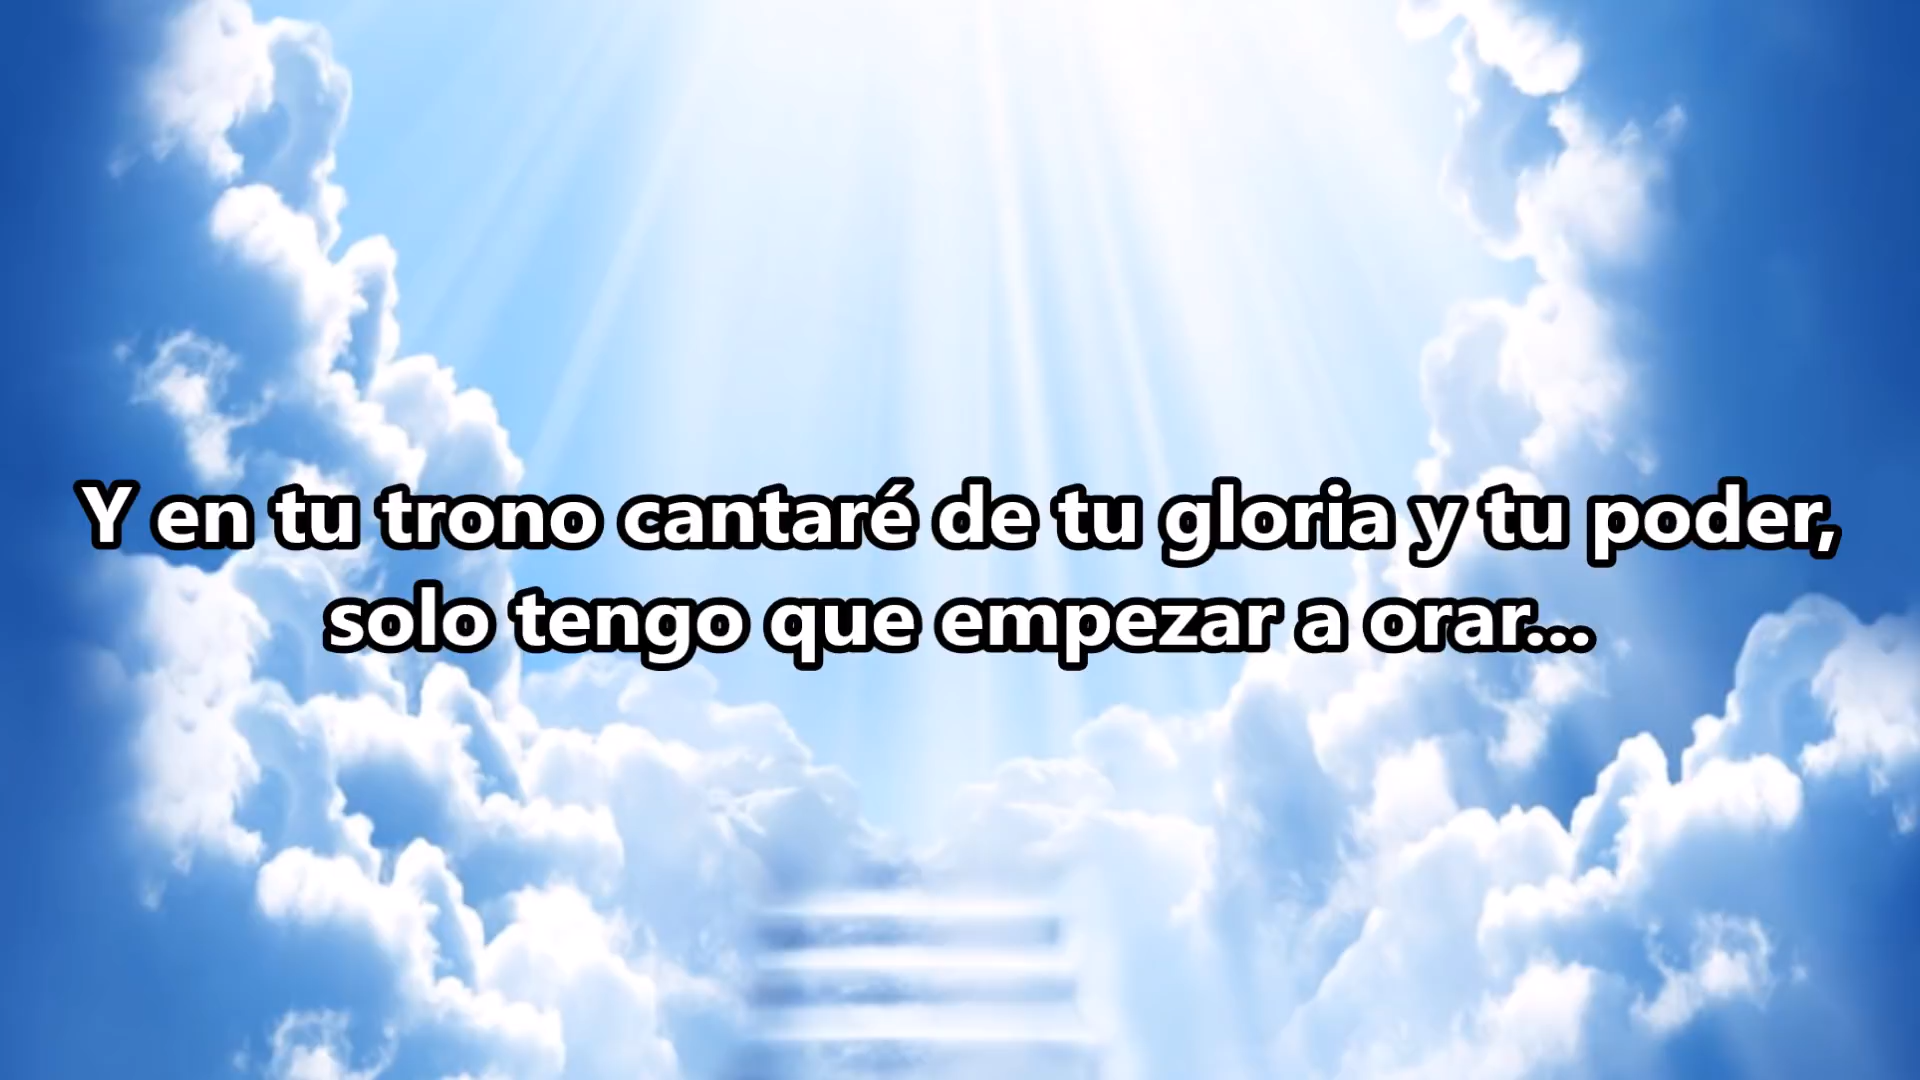 Y en tu trono cantaré de tu gloria y tu poder,
solo tengo que empezar a orar...